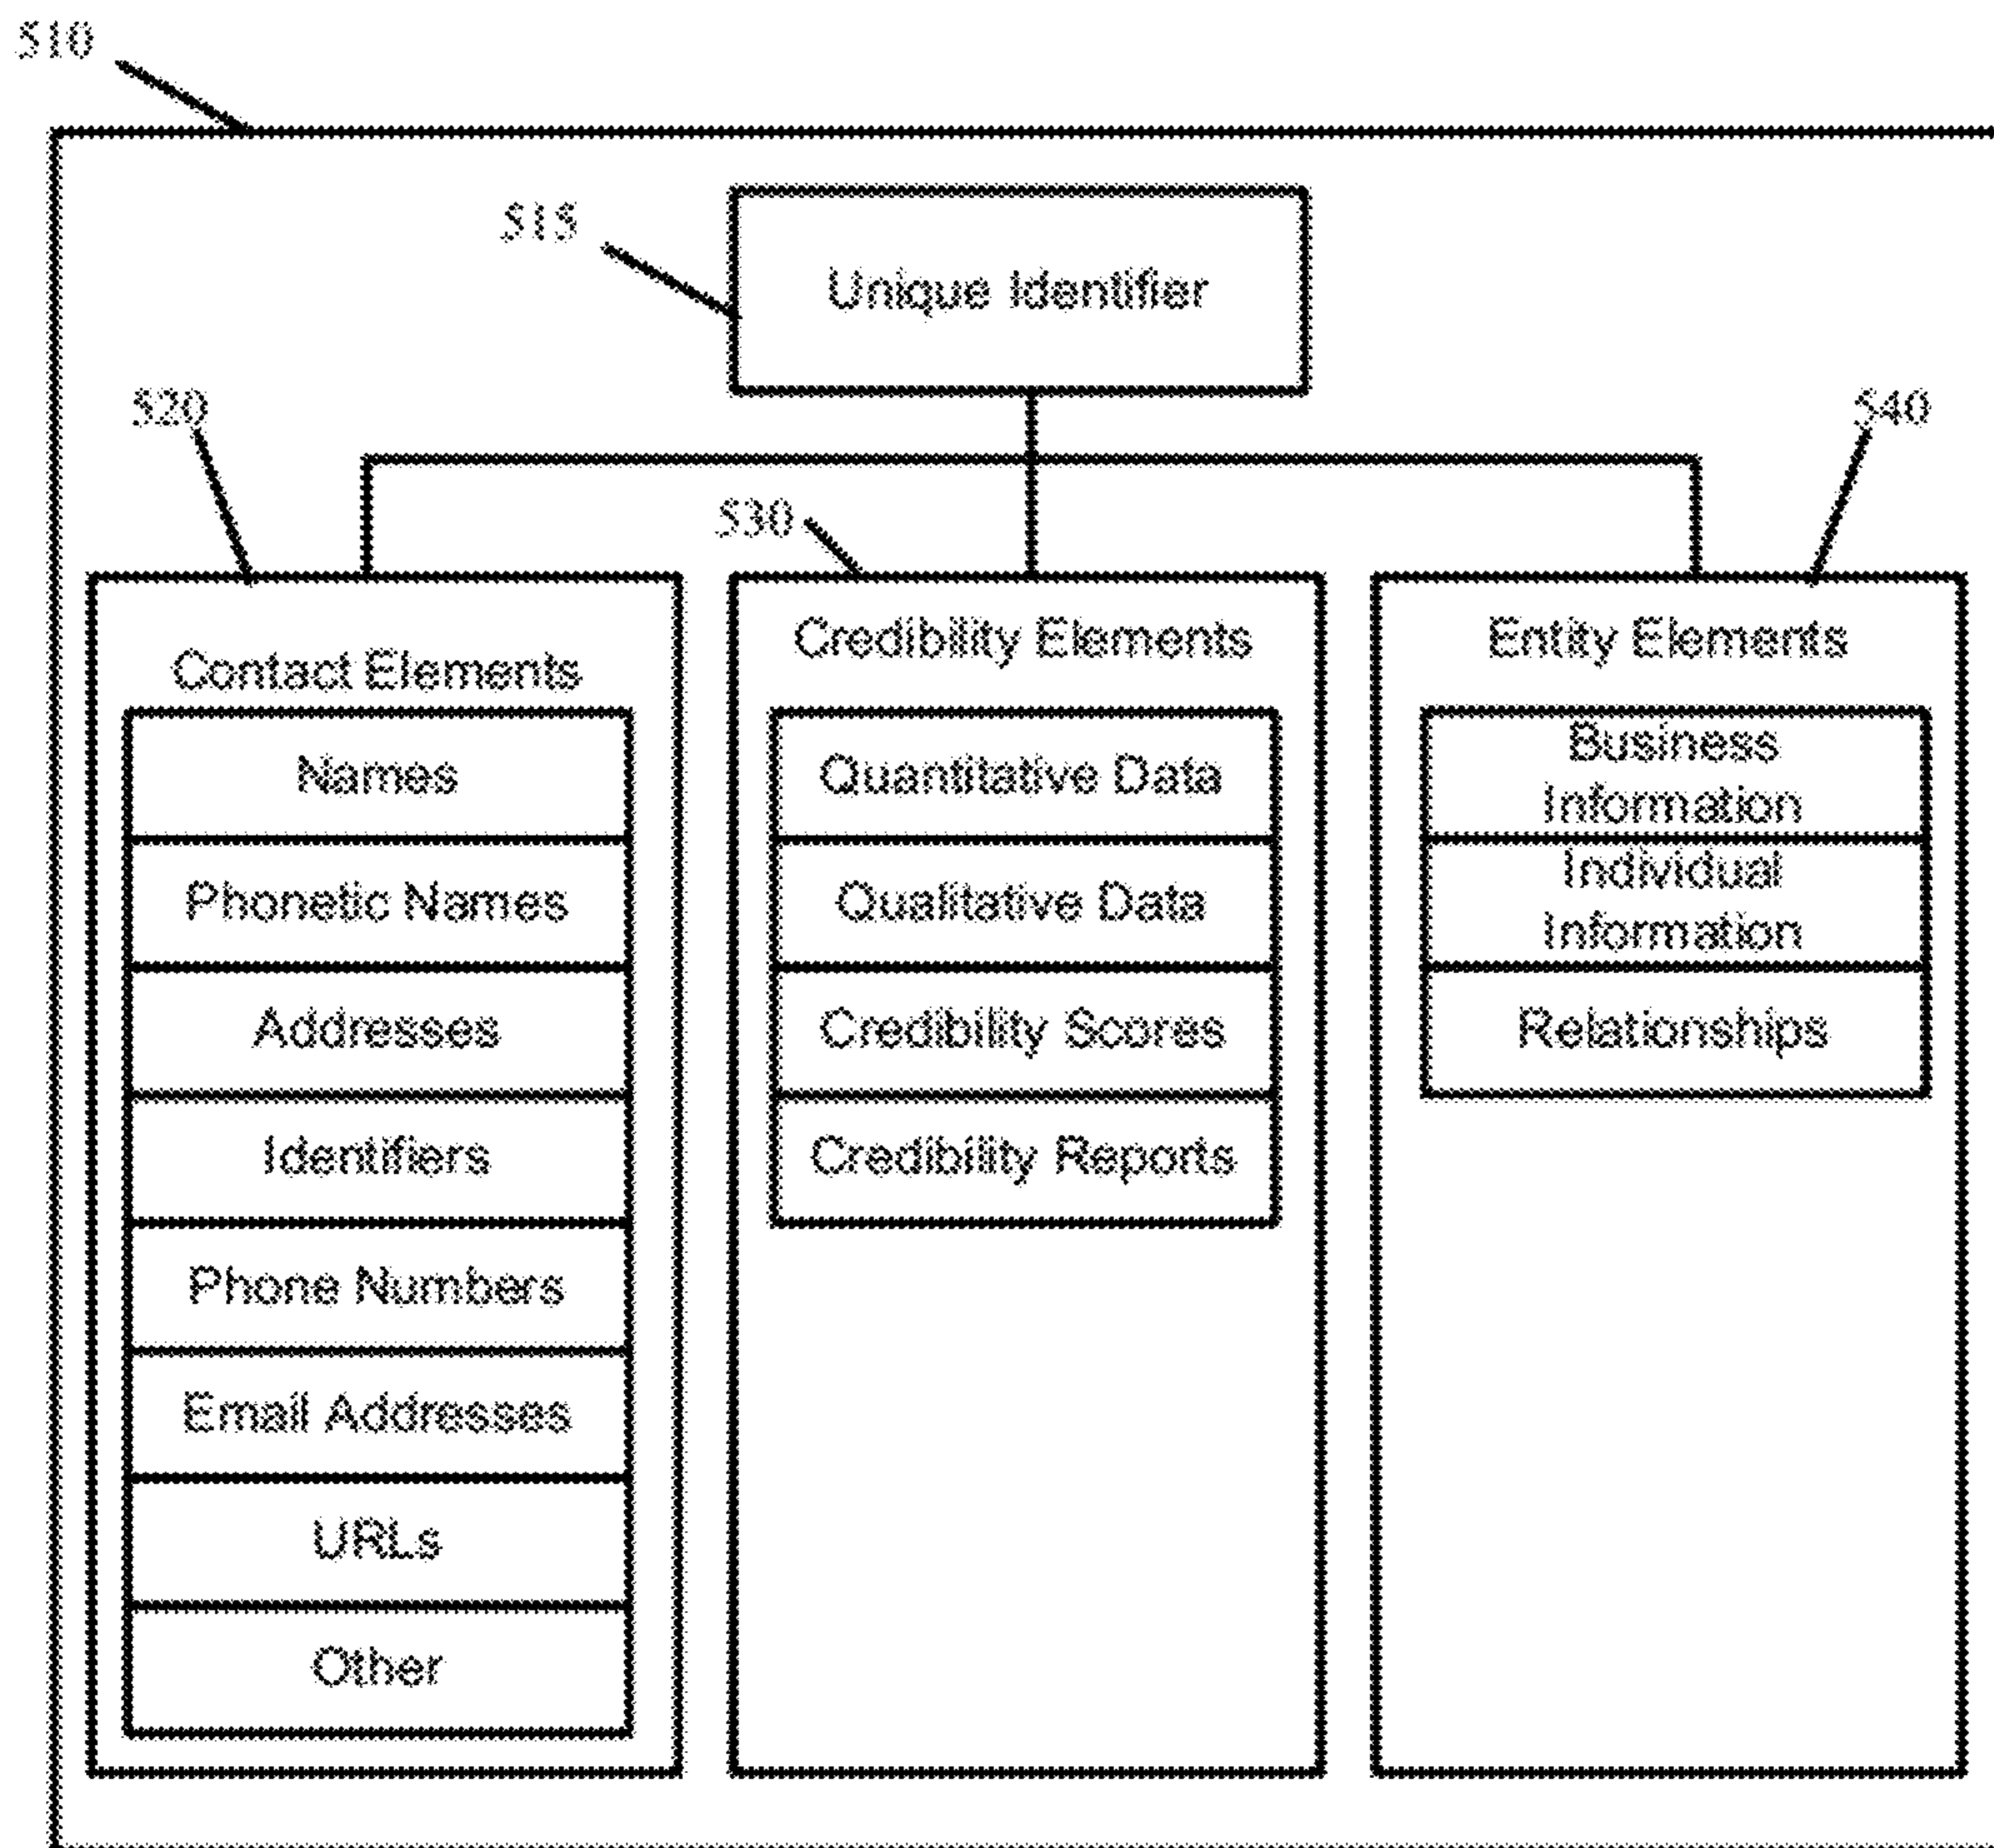 510
515
Unique Identifier
520
540
530
Contact Elements
Names
Phonetic Names
Addresses
Identifiers
Phone Numbers
Email Addresses
URLs
Other
Credibility Elements
Quantitative Data
Qualitative Data
Credibility Scores
Credibility Reports
Entity Elements
Business
Information
Individual
Information
Relationships